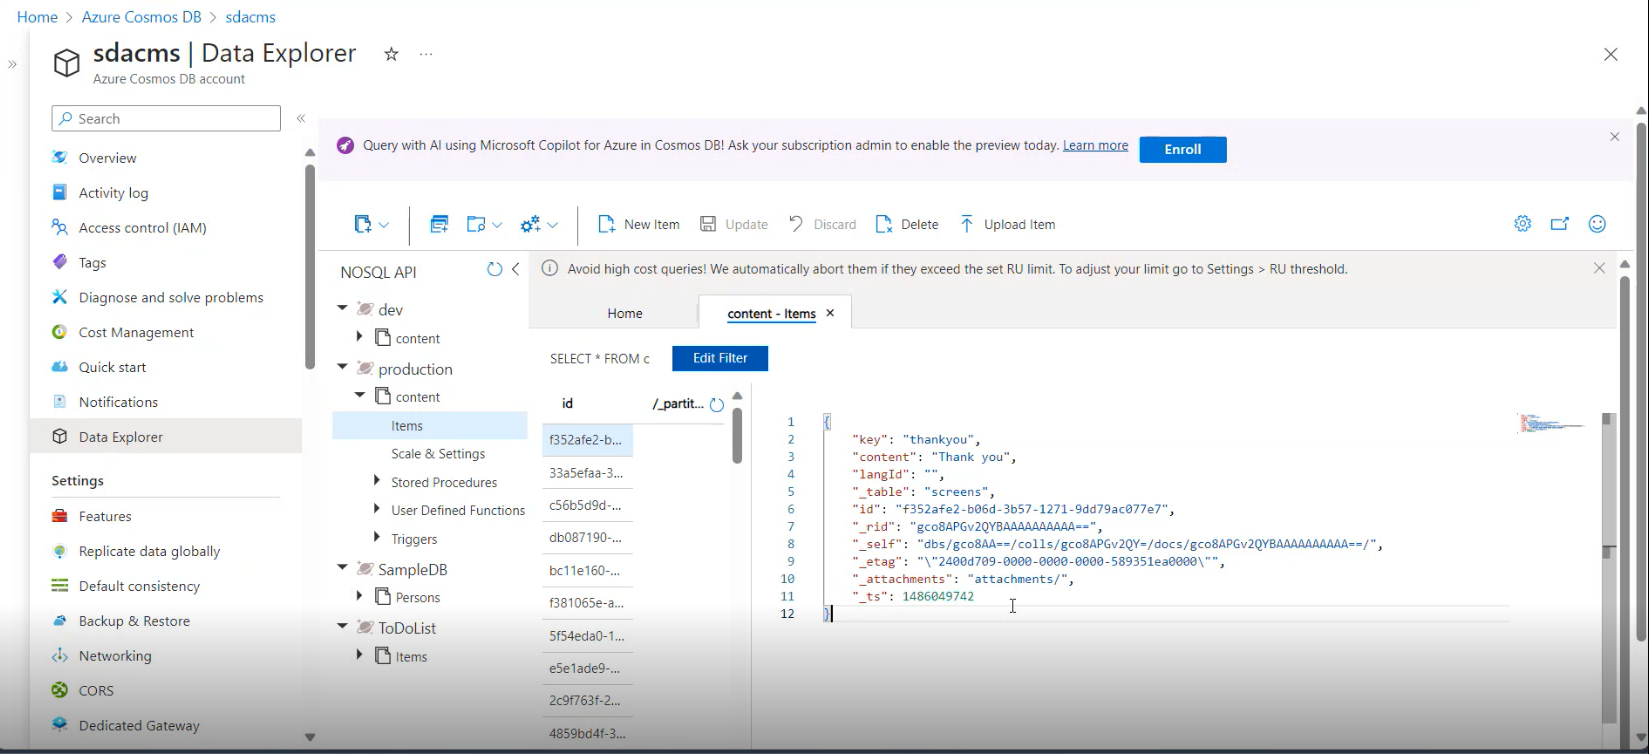 Home > Azure Cosmos DB > sdacms
sdacms | Data Explorer
Azure Cosmos DB account
Search
Overview
Activity log
Access control (IAM)
Tags
Diagnose and solve problems
Cost Management
Quick start
Notifications
Data Explorer
Settings
Features
Replicate data globally
Default consistency
Backup & Restore
Networking
CORS
Dedicated Gateway
Query with AI using Microsoft Copilot for Azure in Cosmos DB! Ask your subscription admin to enable the preview today. Learn more Enroll
New Item Update Discard Delete Upload Item
NOSQL API
dev
content
production
content
Items
Scale & Settings
Stored Procedures
User Defined Functions
Triggers
SampleDB
Persons
ToDoList
Items
Avoid high cost queries! We automatically abort them if they exceed the set RU limit. To adjust your limit go to Settings > RU threshold.
Home content - Items
SELECT * FROM c Edit Filter
id /_partit...
f352afe2-b...
33a5efaa-3...
c56b5d9d-...
db087190-...
bc11e160-...
f381065e-a...
5f54eda0-1...
e5e1ade9-...
2c9f763f-2...
4859bd4f-3...
1 {
2 "key": "thankyou",
3 "content": "Thank you",
4 "langId": "",
5 "_table": "screens",
6 "id": "f352afe2-b06d-3b57-1271-9dd79ac077e7",
7 "_rid": "gco8APGv2QYBAAAAAAAAAA==",
8 "_self": "dbs/gco8AA==/colls/gco8APGv2QY=/docs/gco8APGv2QYBAAAAAAAAAA==/",
9 "_etag": "\"2400d709-0000-0000-0000-589351ea0000\"",
10 "_attachments": "attachments/",
11 "_ts": 1486049742
12 }